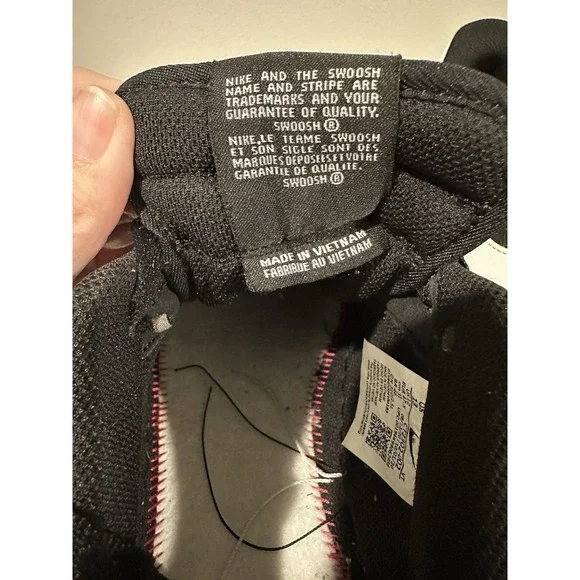 NIKE AND THE SWOOSH
NAME AND STRIPE ARE
TRADEMARKS AND YOUR
GUARANTEE OF QUALITY.
SWOOSH ®
NIKE,LE TERME SWOOSH
ET SON SIGLE SONT DES
MARQUES DEPOSEES ET VOTRE
GARANTIE DE QUALITE.
SWOOSH ®
MADE IN VIETNAM
FABRIQUE AU VIETNAM